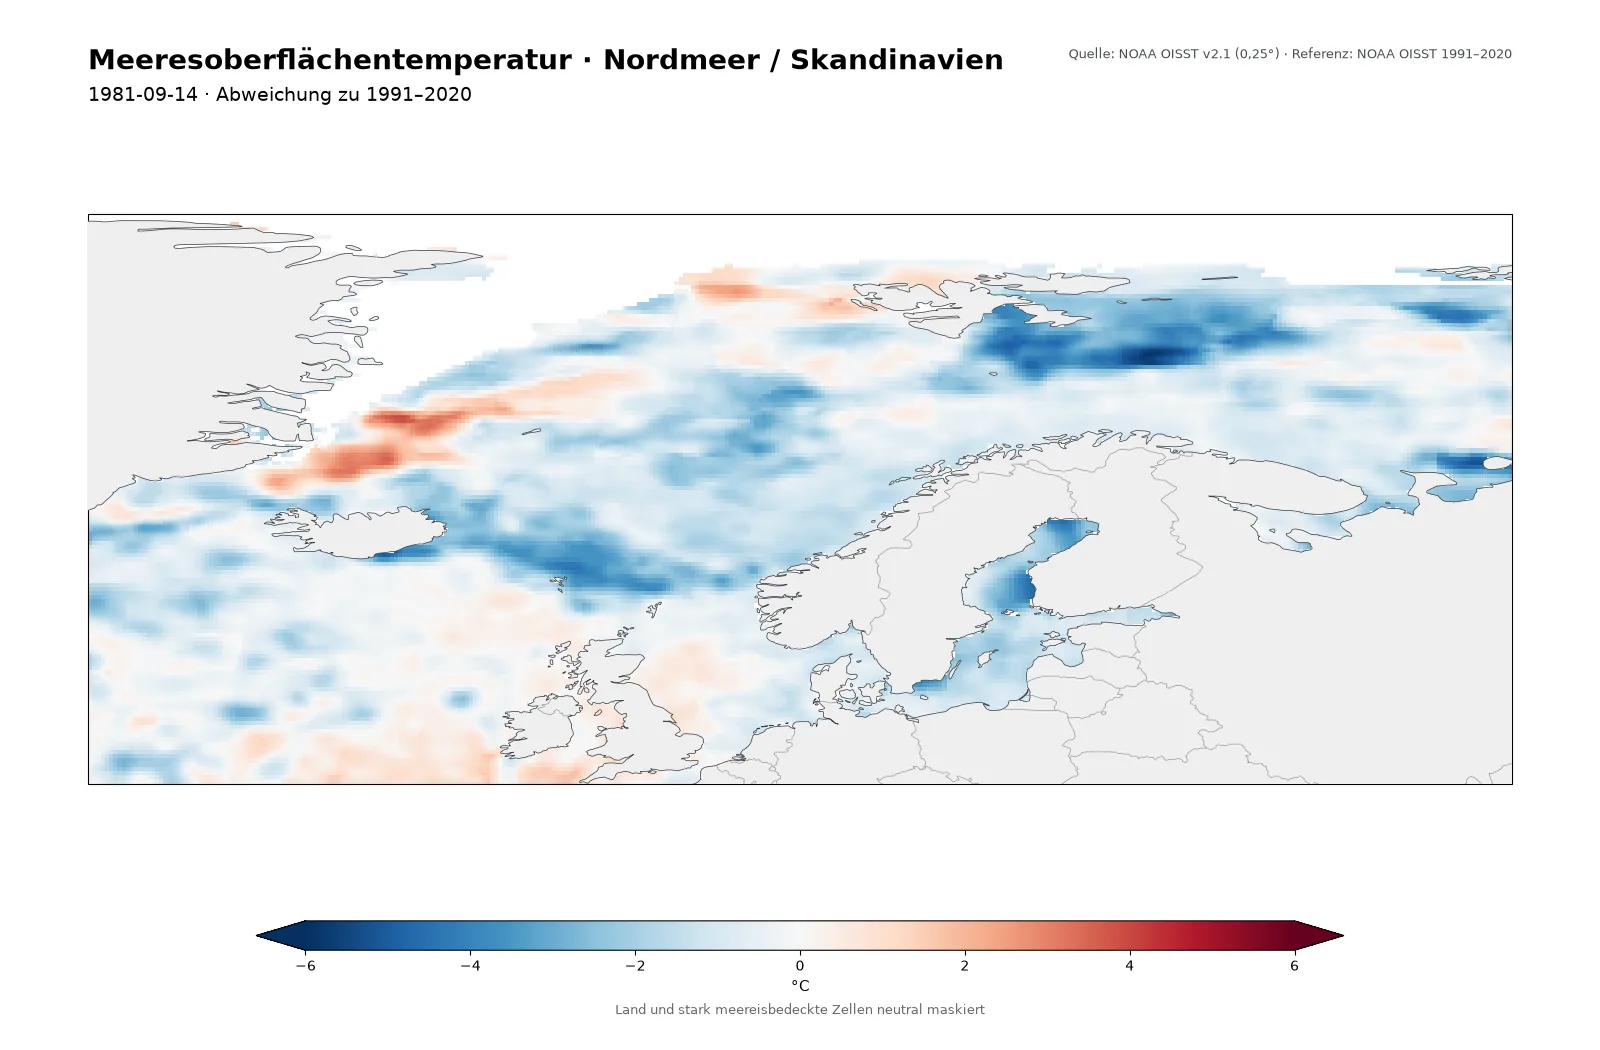 Meeresoberflächentemperatur · Nordmeer / Skandinavien
Quelle: NOAA OISST v2.1 (0,25°) · Referenz: NOAA OISST 1991–2020
1981-09-14 · Abweichung zu 1991–2020
−6 −4 −2 0 2 4 6
°C
Land und stark meereisbedeckte Zellen neutral maskiert